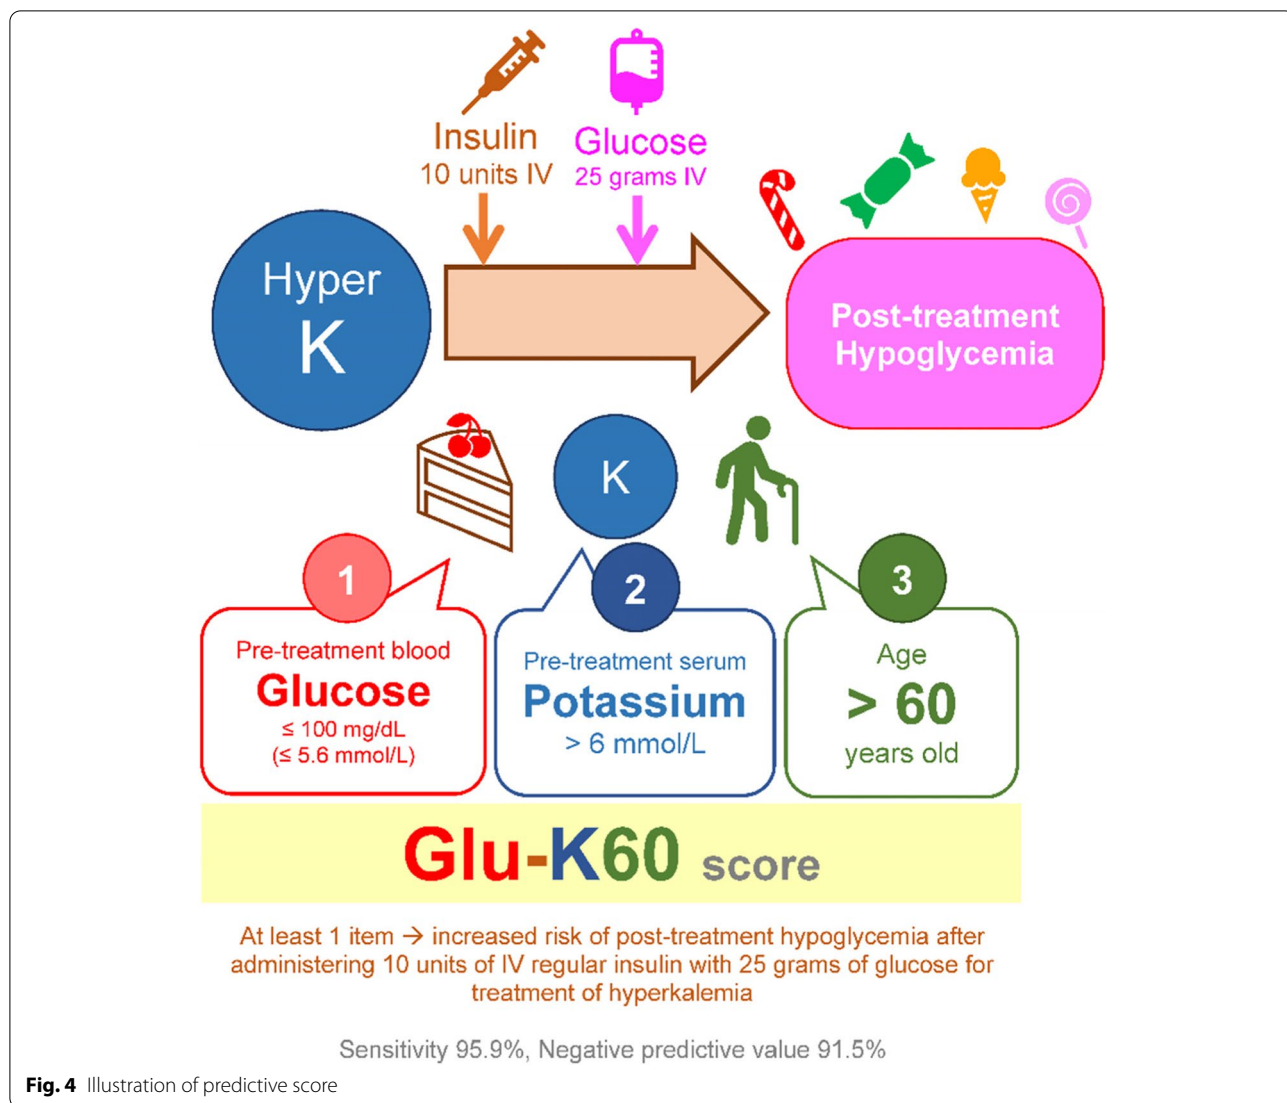 Insulin
10 units IV
Glucose
25 grams IV
Hyper
K
Post-treatment
Hypoglycemia
K
1
Pre-treatment blood
Glucose
≤ 100 mg/dL
(≤ 5.6 mmol/L)
2
Pre-treatment serum
Potassium
> 6 mmol/L
3
Age
> 60
years old
Glu-K60 score
At least 1 item → increased risk of post-treatment hypoglycemia after
administering 10 units of IV regular insulin with 25 grams of glucose for
treatment of hyperkalemia
Sensitivity 95.9%, Negative predictive value 91.5%
Fig. 4 Illustration of predictive score